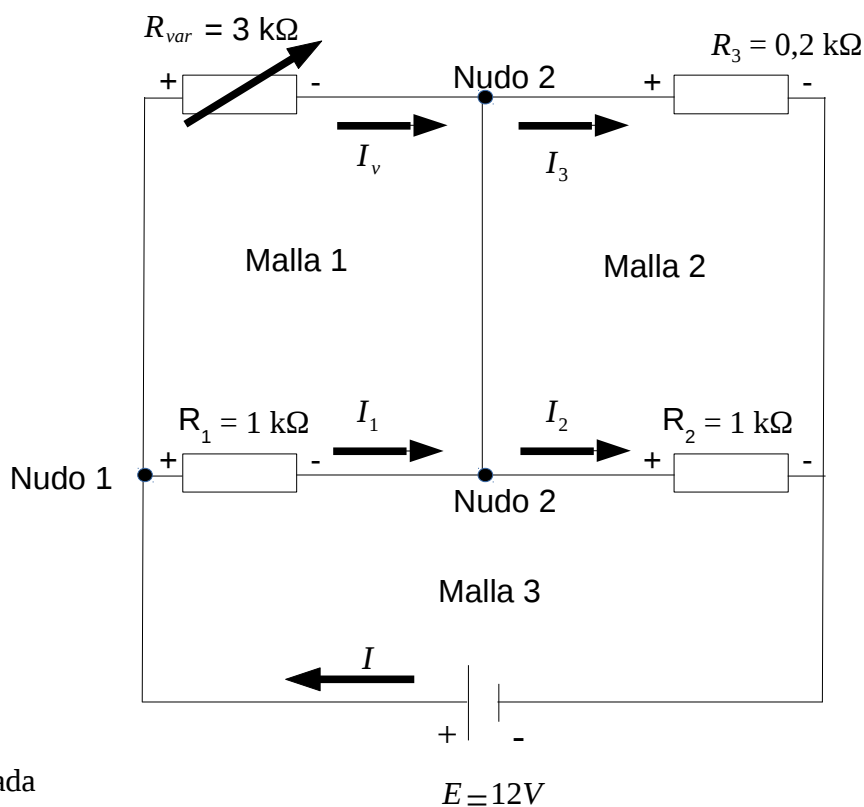 R_var = 3 kΩ
R_3 = 0,2 kΩ
+ - Nudo 2 + -
I_v I_3
Malla 1 Malla 2
R_1 = 1 kΩ I_1 I_2 R_2 = 1 kΩ
+ - + -
Nudo 1
Nudo 2
Malla 3
I
+ -
ada
E=12V